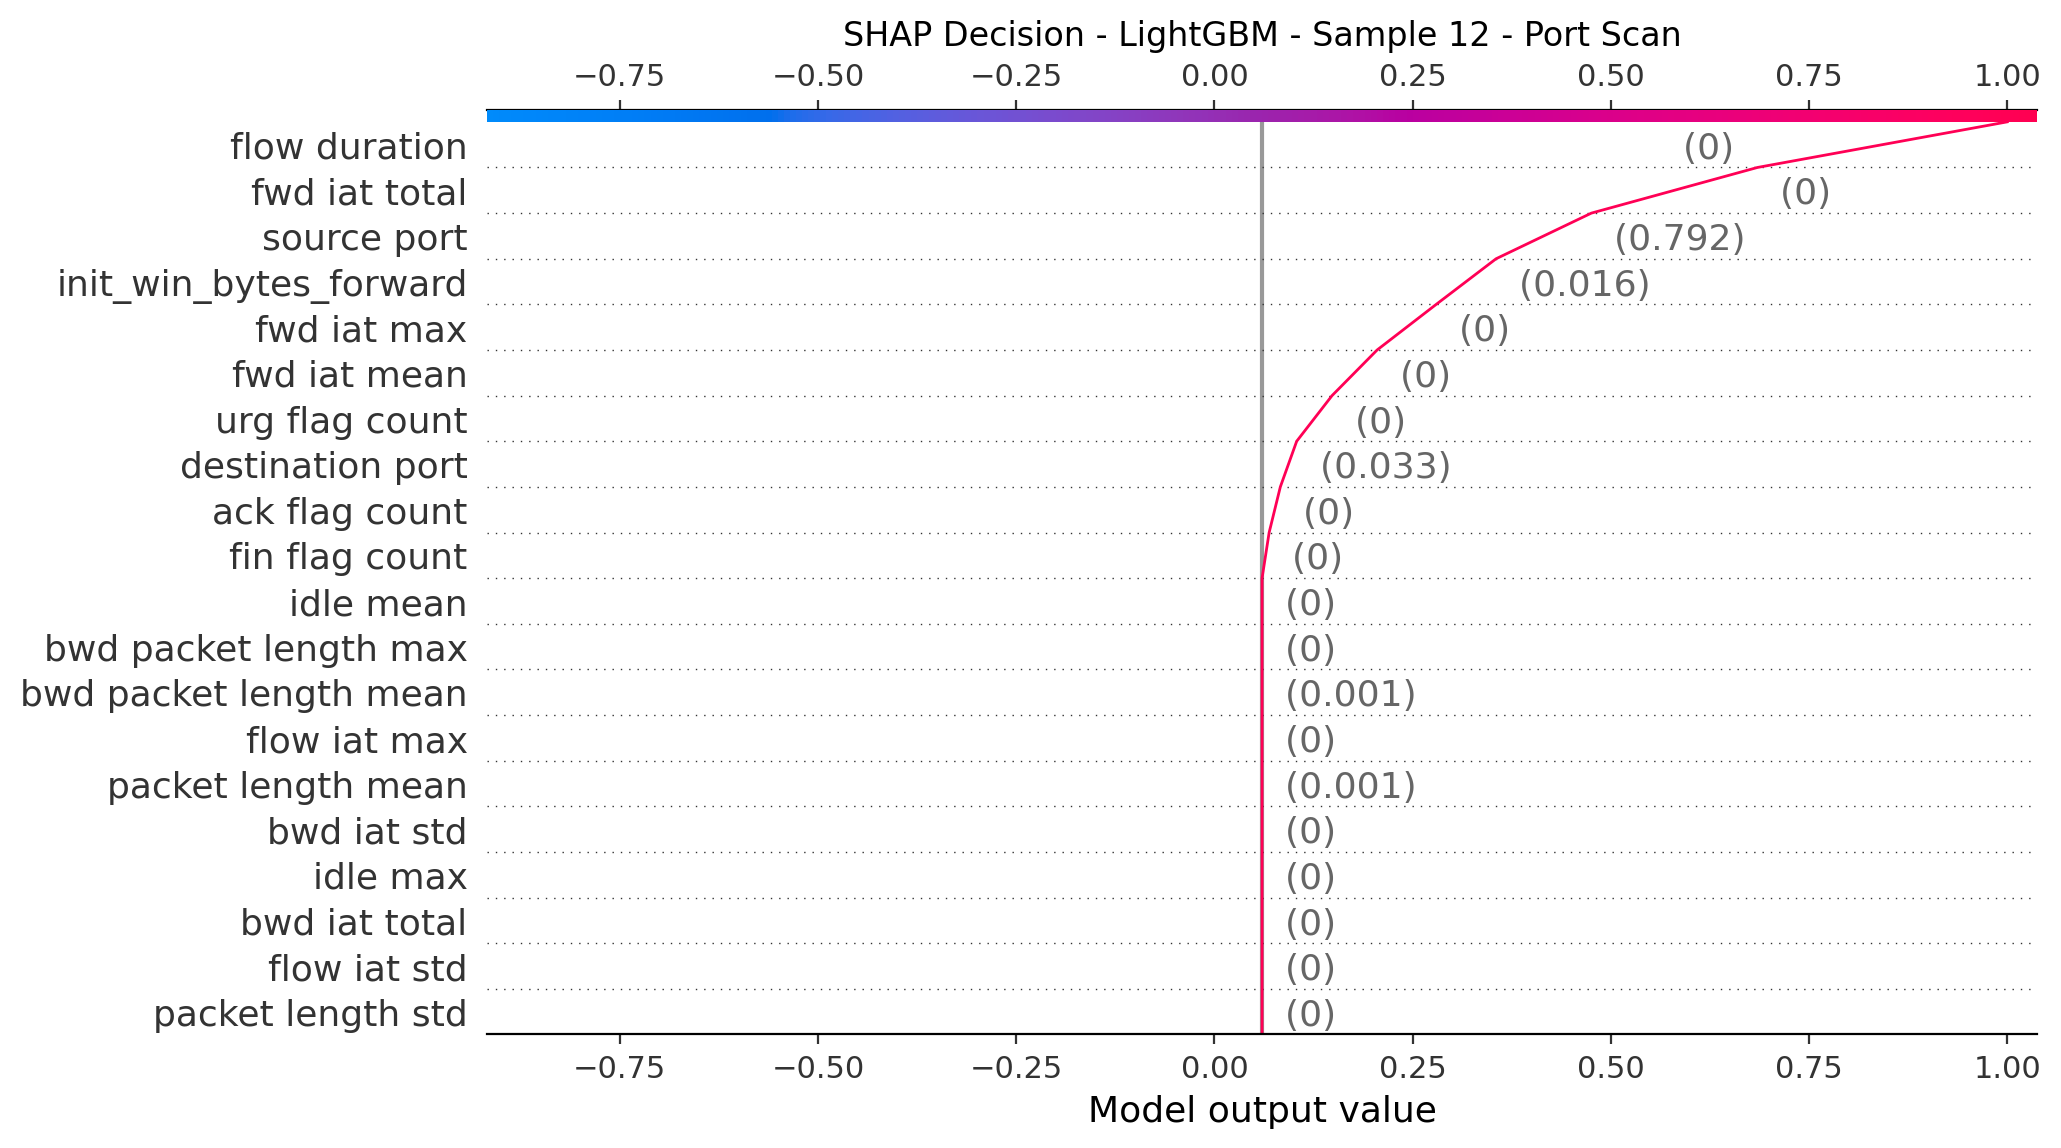 SHAP Decision - LightGBM - Sample 12 - Port Scan
−0.75 −0.50 −0.25 0.00 0.25 0.50 0.75 1.00
flow duration (0)
fwd iat total (0)
source port (0.792)
init_win_bytes_forward (0.016)
fwd iat max (0)
fwd iat mean (0)
urg flag count (0)
destination port (0.033)
ack flag count (0)
fin flag count (0)
idle mean (0)
bwd packet length max (0)
bwd packet length mean (0.001)
flow iat max (0)
packet length mean (0.001)
bwd iat std (0)
idle max (0)
bwd iat total (0)
flow iat std (0)
packet length std (0)
−0.75 −0.50 −0.25 0.00 0.25 0.50 0.75 1.00
Model output value